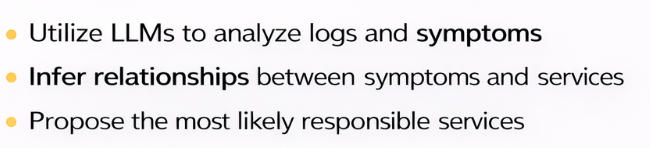 • Utilize LLMs to analyze logs and symptoms
• Infer relationships between symptoms and services
• Propose the most likely responsible services